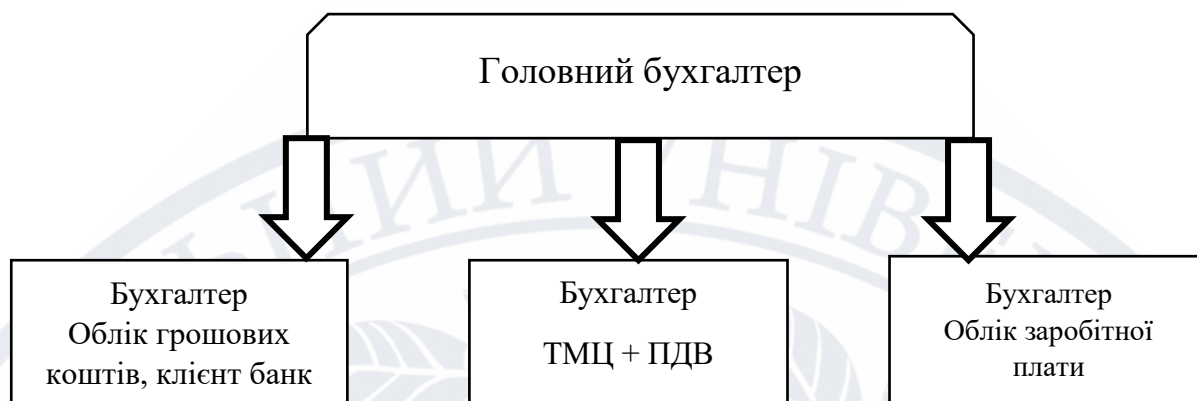 Головний бухгалтер
Бухгалтер
Облік грошових
коштів, клієнт банк
Бухгалтер
ТМЦ + ПДВ
Бухгалтер
Облік заробітної
плати